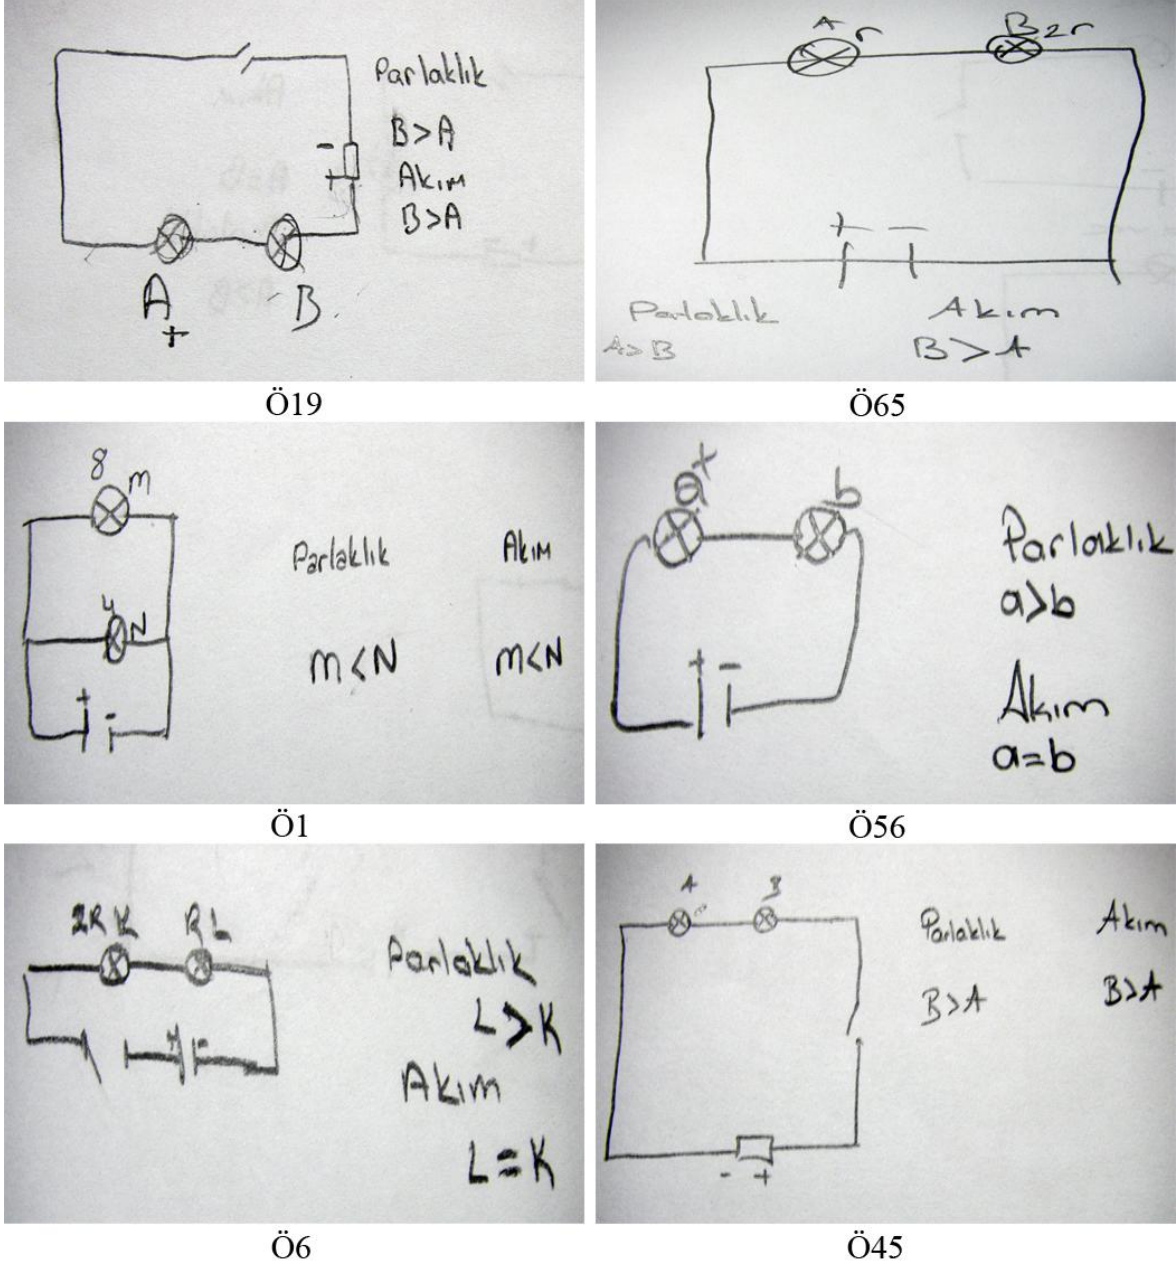 Parlaklık
B>A
Akım
B>A
- +
A B
+
Ö19
A r B 2r
+ -
Parlaklık Akım
A>B B>A
Ö65
8 m
4 N
+ -
Parlaklık Akım
m<N m<N
Ö1
a+ b
+ -
Parlaklık
a>b
Akım
a=b
Ö56
2R K R L
+ -
Parlaklık
L>K
Akım
L=K
Ö6
A B
- +
Parlaklık Akım
B>A B>A
Ö45